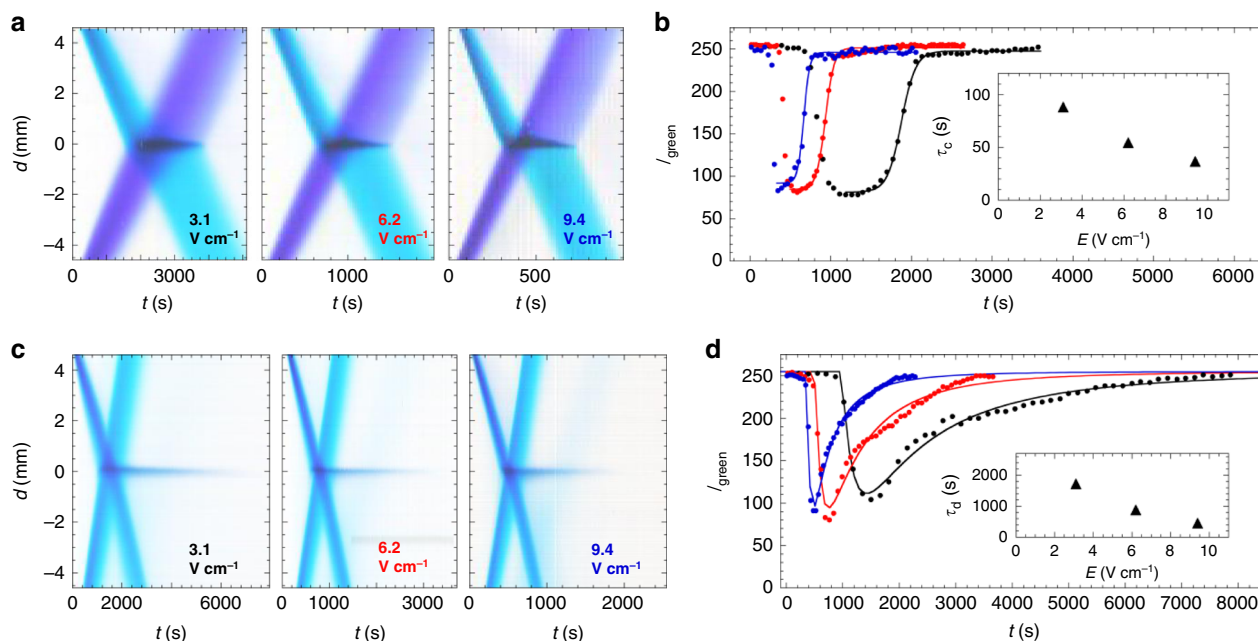 a
d (mm)
4
2
0
−2
−4
3.1
V cm⁻¹
6.2
V cm⁻¹
9.4
V cm⁻¹
0
3000
0
1000
0
500
t (s)
t (s)
t (s)
b
I green
250
200
150
100
50
0
0
1000
2000
3000
4000
5000
6000
t (s)
τc (s)
100
50
0
0
2
4
6
8
10
E (V cm⁻¹)
c
d (mm)
4
2
0
−2
−4
3.1
V cm⁻¹
6.2
V cm⁻¹
9.4
V cm⁻¹
0
2000
6000
0
1000
3000
0
1000
2000
t (s)
t (s)
t (s)
d
I green
250
200
150
100
50
0
0
1000
2000
3000
4000
5000
6000
7000
8000
t (s)
τd (s)
2000
1000
0
0
2
4
6
8
10
E (V cm⁻¹)